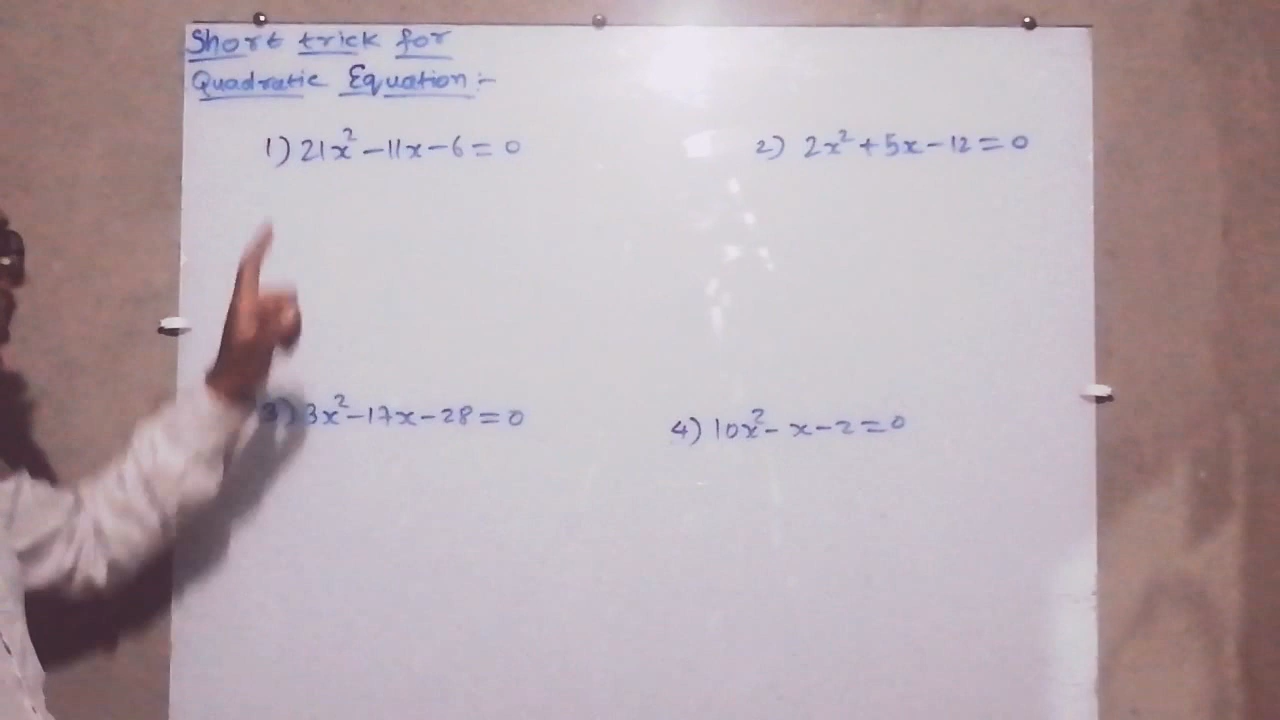 Short trick for
Quadratic Equation:-
1) 21x² - 11x - 6 = 0
2) 2x² + 5x - 12 = 0
3) 3x² - 17x - 28 = 0
4) 10x² - x - 2 = 0